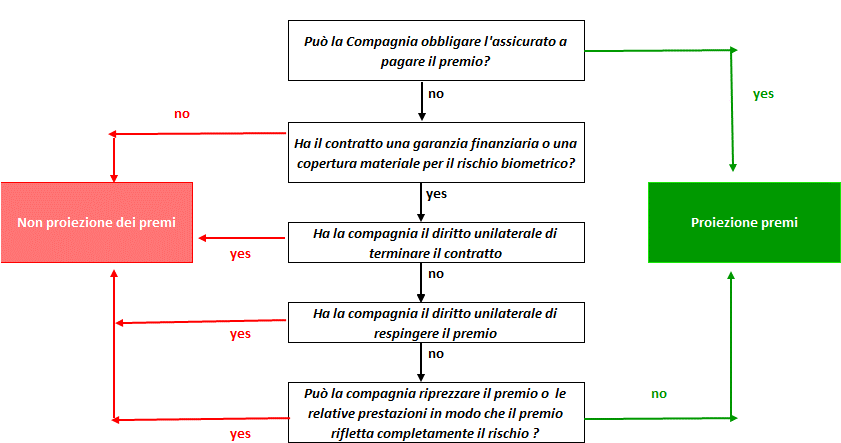 Può la Compagnia obbligare l'assicurato a
pagare il premio?
no
yes
no
Ha il contratto una garanzia finanziaria o una
copertura materiale per il rischio biometrico?
yes
Non proiezione dei premi
Proiezione premi
Ha la compagnia il diritto unilaterale di
terminare il contratto
yes
no
Ha la compagnia il diritto unilaterale di
respingere il premio
yes
no
Può la compagnia riprezzare il premio o le
relative prestazioni in modo che il premio
rifletta completamente il rischio ?
no
yes